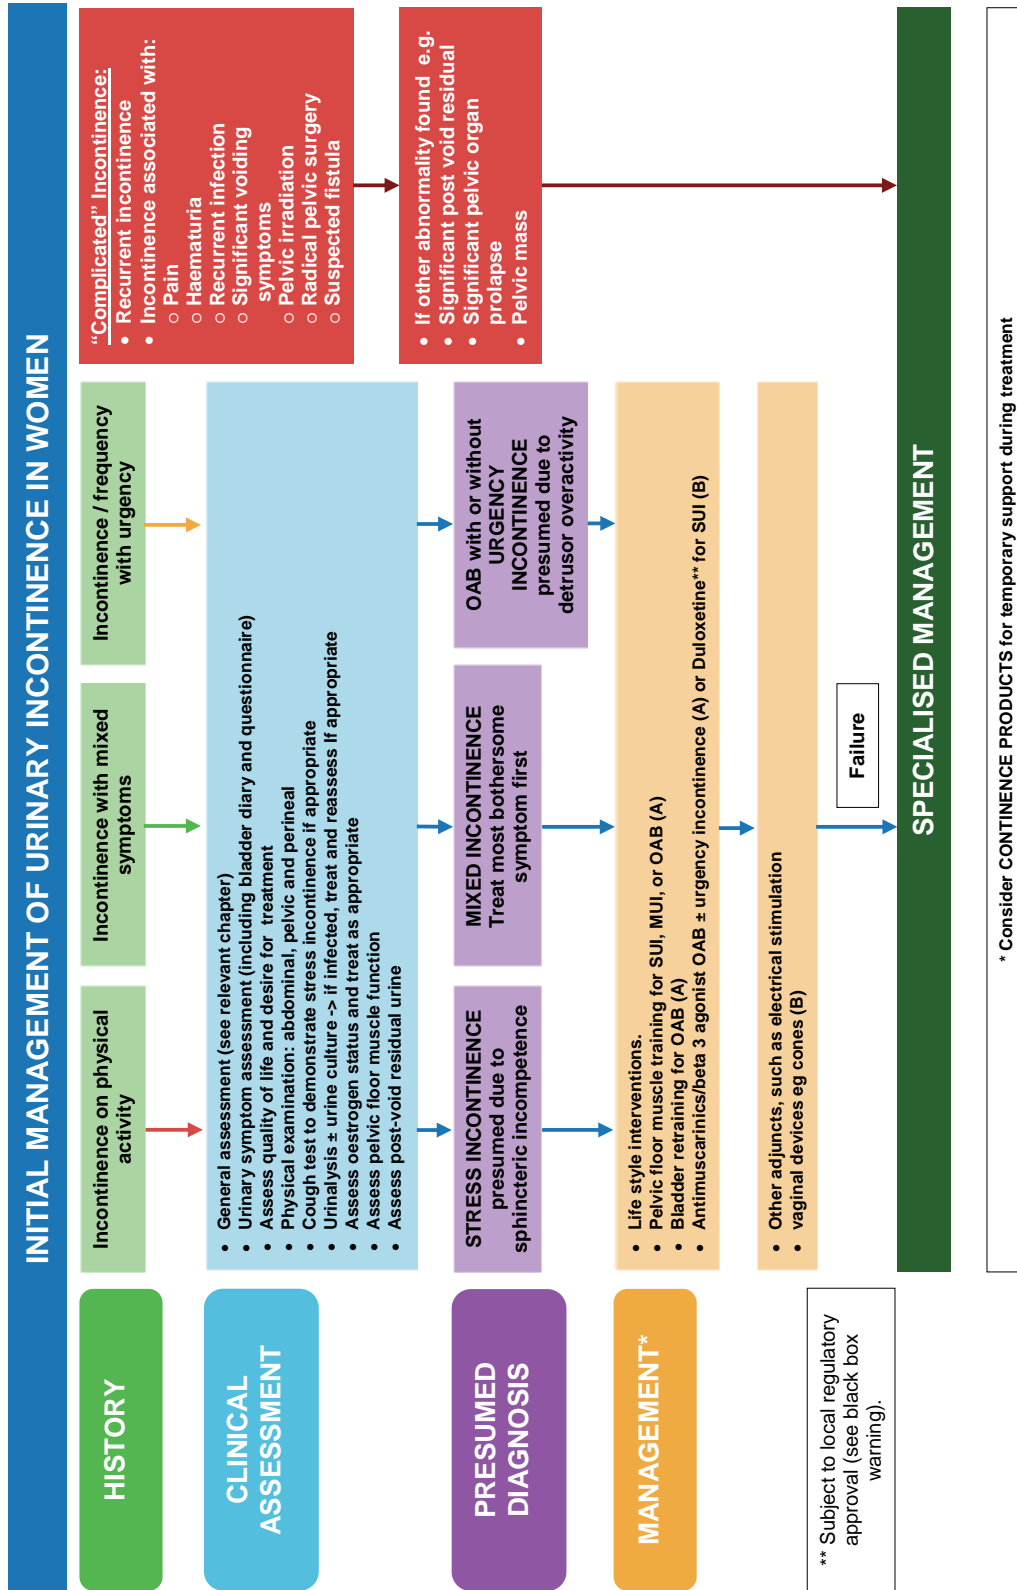 INITIAL MANAGEMENT OF URINARY INCONTINENCE IN WOMEN
HISTORY
Incontinence on physical
activity
Incontinence with mixed
symptoms
Incontinence / frequency
with urgency
"Complicated" Incontinence:
• Recurrent incontinence
• Incontinence associated with:
○ Pain
○ Haematuria
○ Recurrent infection
○ Significant voiding
symptoms
○ Pelvic irradiation
○ Radical pelvic surgery
○ Suspected fistula
CLINICAL
ASSESSMENT
• General assessment (see relevant chapter)
• Urinary symptom assessment (including bladder diary and questionnaire)
• Assess quality of life and desire for treatment
• Physical examination: abdominal, pelvic and perineal
• Cough test to demonstrate stress incontinence if appropriate
• Urinalysis ± urine culture -> if infected, treat and reassess If appropriate
• Assess oestrogen status and treat as appropriate
• Assess pelvic floor muscle function
• Assess post-void residual urine
• If other abnormality found e.g.
• Significant post void residual
• Significant pelvic organ
prolapse
• Pelvic mass
PRESUMED
DIAGNOSIS
STRESS INCONTINENCE
presumed due to
sphincteric incompetence
MIXED INCONTINENCE
Treat most bothersome
symptom first
OAB with or without
URGENCY
INCONTINENCE
presumed due to
detrusor overactivity
MANAGEMENT*
• Life style interventions.
• Pelvic floor muscle training for SUI, MUI, or OAB (A)
• Bladder retraining for OAB (A)
• Antimuscarinics/beta 3 agonist OAB ± urgency incontinence (A) or Duloxetine** for SUI (B)
• Other adjuncts, such as electrical stimulation
• vaginal devices eg cones (B)
Failure
** Subject to local regulatory
approval (see black box
warning).
SPECIALISED MANAGEMENT
* Consider CONTINENCE PRODUCTS for temporary support during treatment